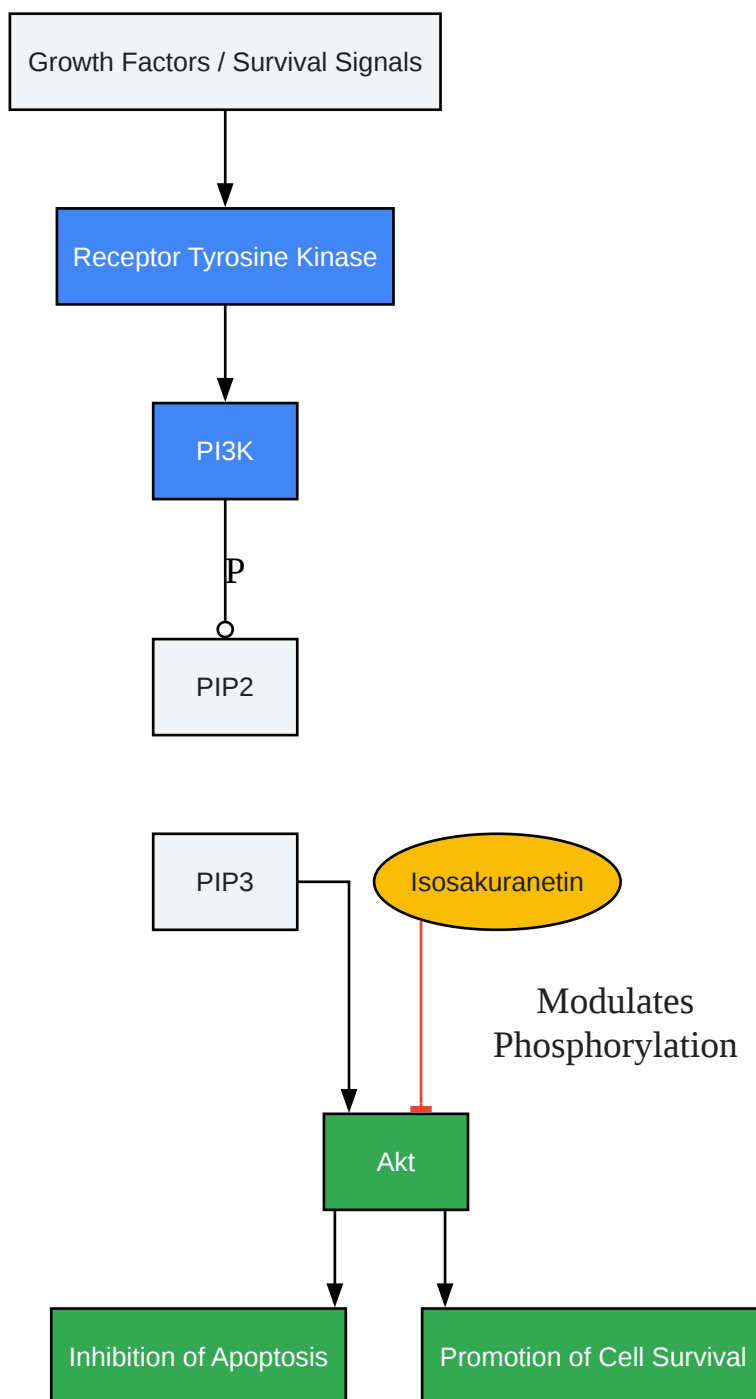 Growth Factors / Survival Signals
Receptor Tyrosine Kinase
PI3K
P
PIP2
PIP3
Isosakuranetin
Modulates
Phosphorylation
Akt
Inhibition of Apoptosis
Promotion of Cell Survival